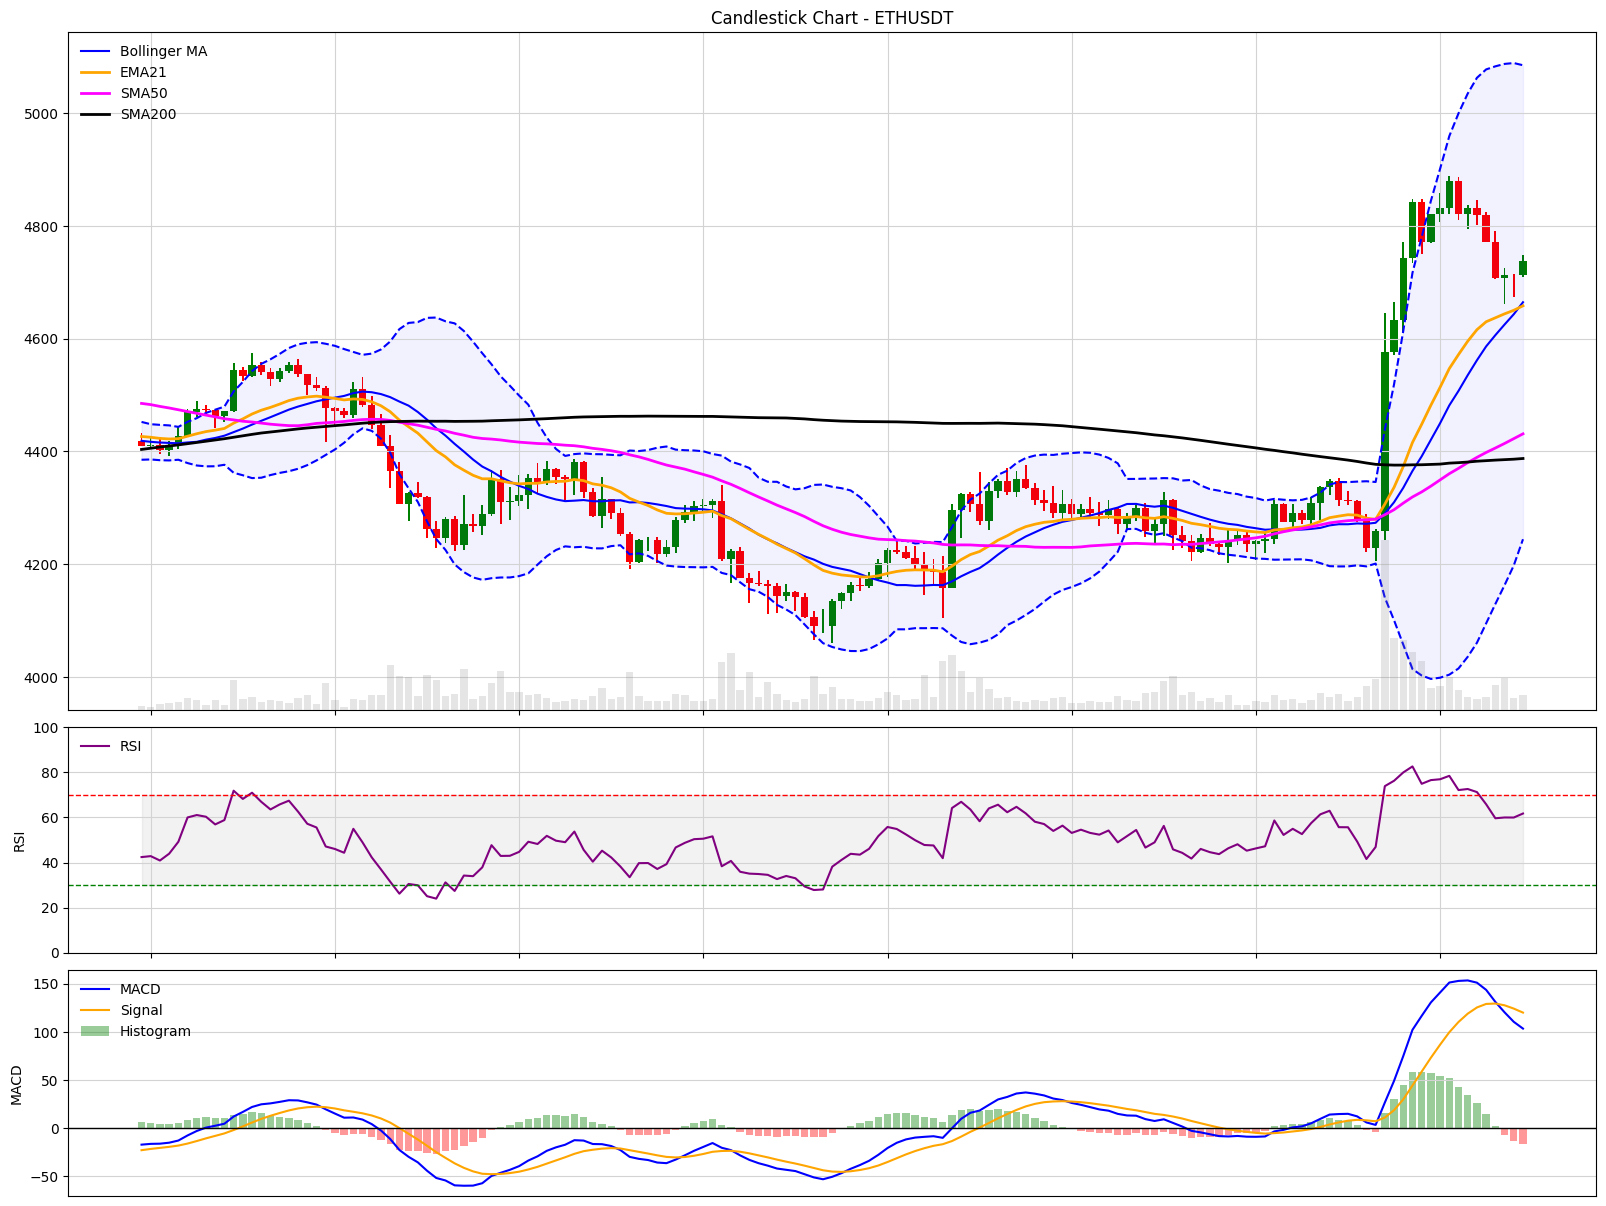 Candlestick Chart - ETHUSDT
Bollinger MA
EMA21
SMA50
SMA200
5000
4800
4600
4400
4200
4000
RSI
100
80
60
40
20
0
RSI
MACD
Signal
Histogram
150
100
50
0
−50
MACD